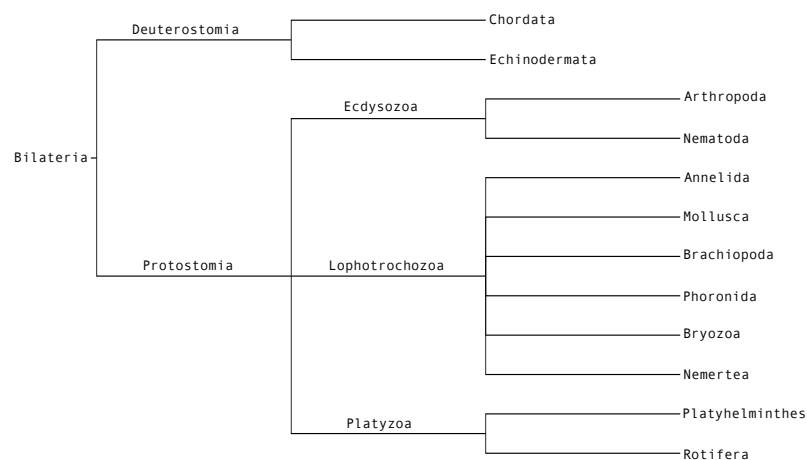 Chordata
Deuterostomia
Echinodermata
Arthropoda
Ecdysozoa
Nematoda
Bilateria
Annelida
Mollusca
Brachiopoda
Protostomia
Lophotrochozoa
Phoronida
Bryozoa
Nemertea
Platyhelminthes
Platyzoa
Rotifera